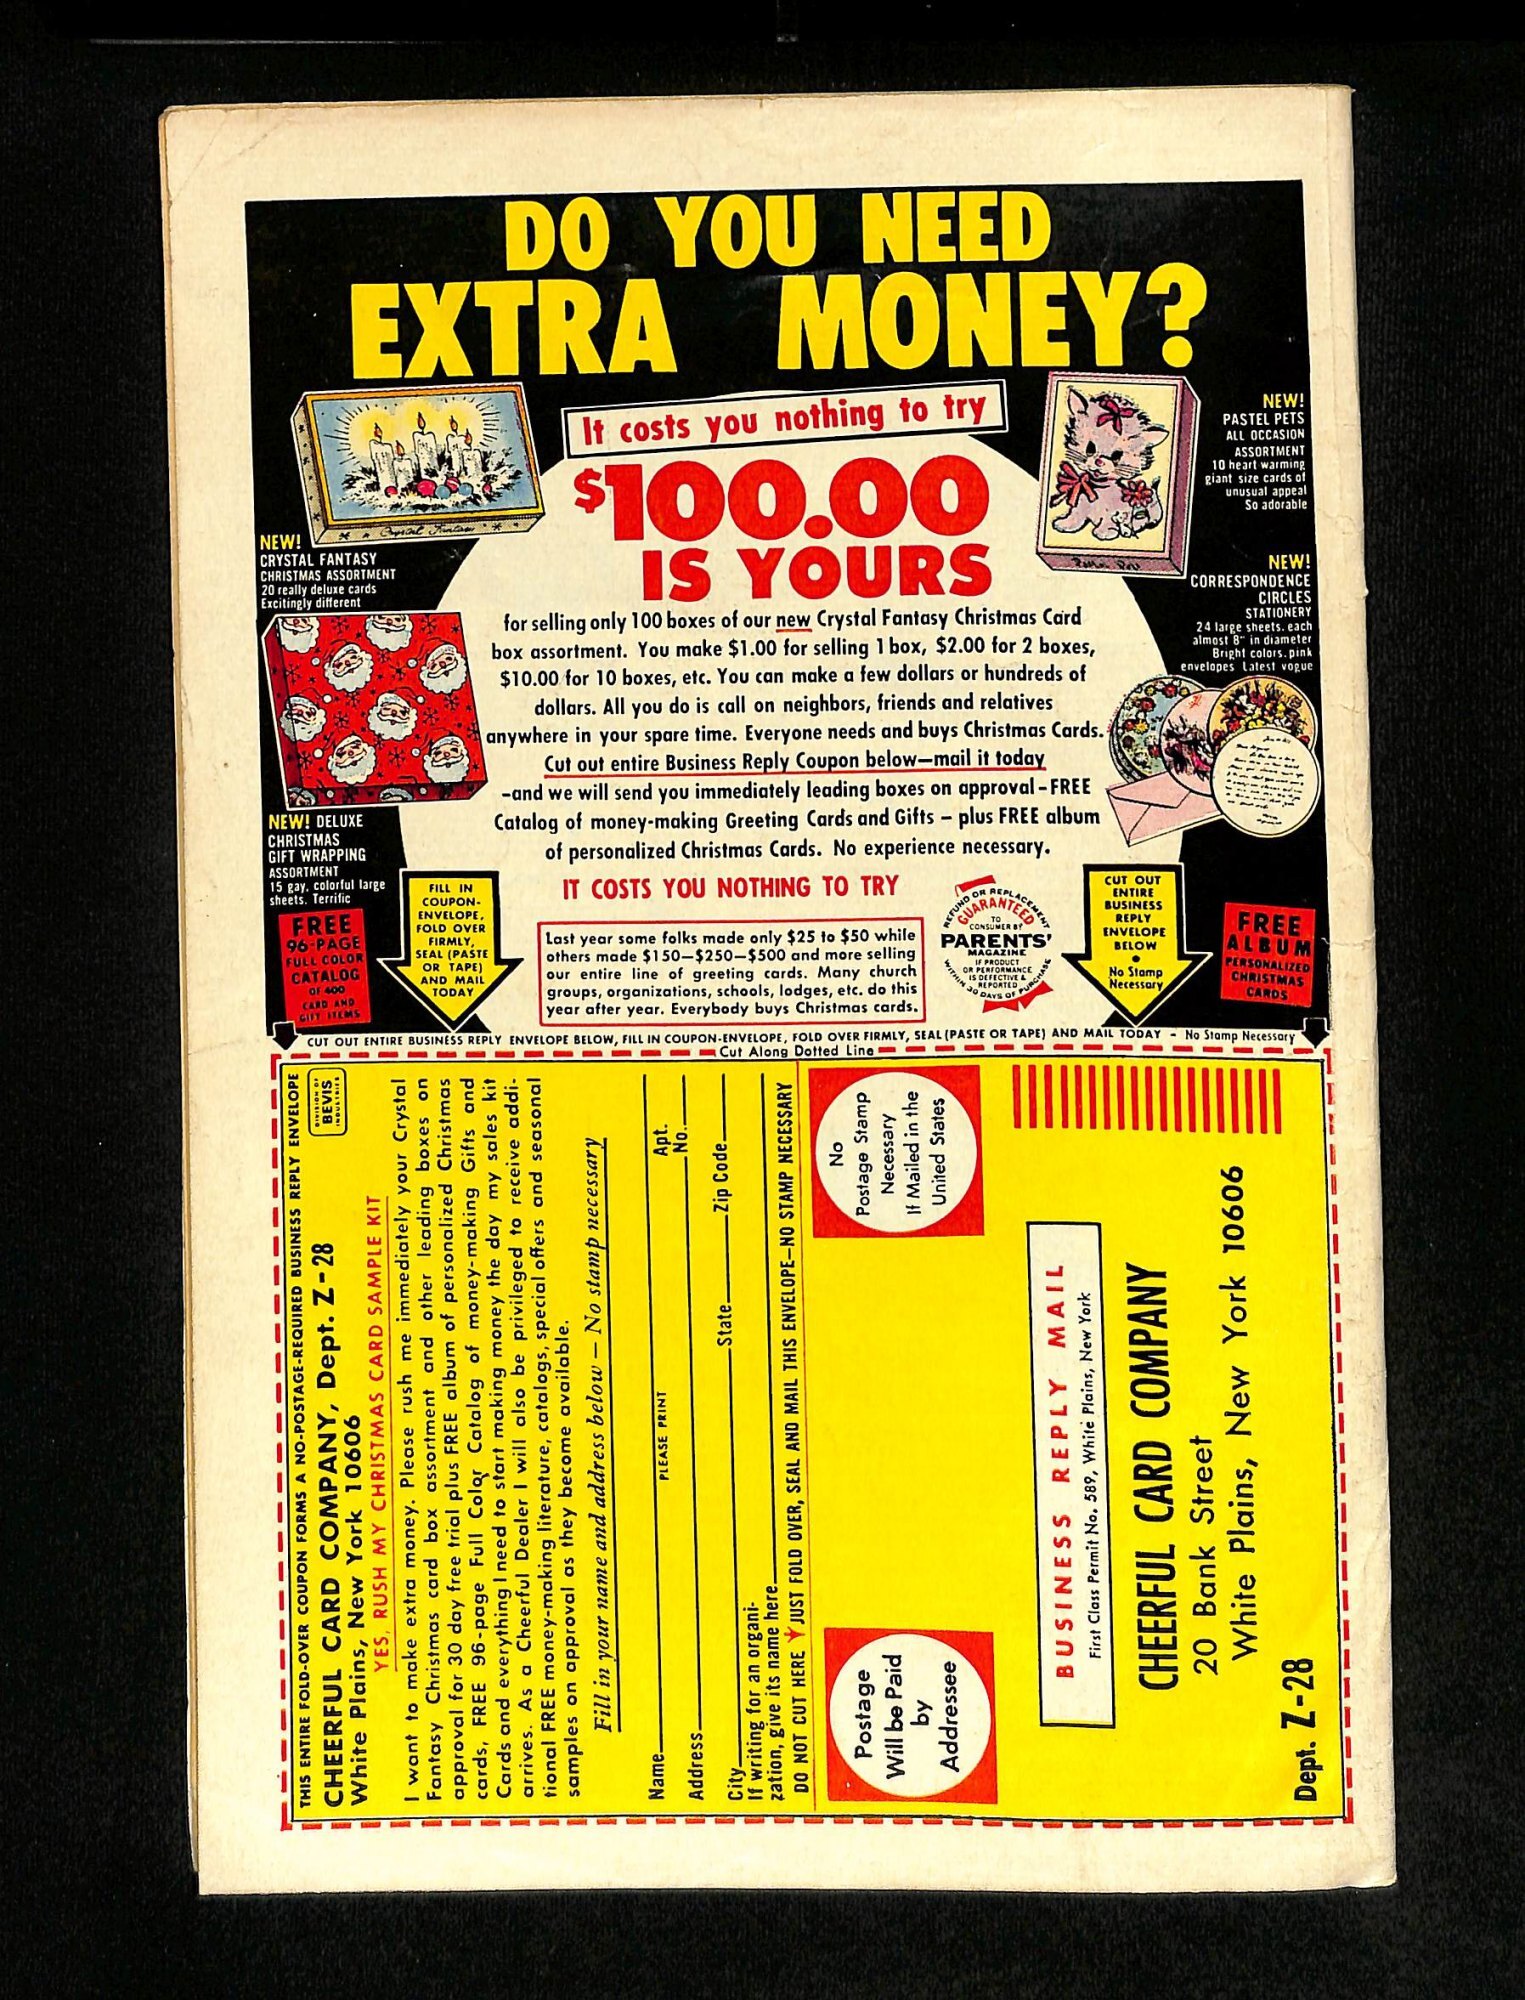 DO YOU NEED
EXTRA MONEY?
It costs you nothing to try
$100.00
IS YOURS
NEW!
CRYSTAL FANTASY
CHRISTMAS ASSORTMENT
20 really deluxe cards
Excitingly different
Crystal Fantasy
NEW!
PASTEL PETS
ALL OCCASION
ASSORTMENT
10 heart warming
giant size cards of
unusual appeal
So adorable
NEW!
CORRESPONDENCE
CIRCLES
STATIONERY
24 large sheets. each
almost 8" in diameter
Bright colors. pink
envelopes Latest vogue
for selling only 100 boxes of our new Crystal Fantasy Christmas Card
box assortment. You make $1.00 for selling 1 box, $2.00 for 2 boxes,
$10.00 for 10 boxes, etc. You can make a few dollars or hundreds of
dollars. All you do is call on neighbors, friends and relatives
anywhere in your spare time. Everyone needs and buys Christmas Cards.
Cut out entire Business Reply Coupon below—mail it today
-and we will send you immediately leading boxes on approval-FREE
Catalog of money-making Greeting Cards and Gifts – plus FREE album
of personalized Christmas Cards. No experience necessary.
NEW! DELUXE
CHRISTMAS
GIFT WRAPPING
ASSORTMENT
15 gay, colorful large
sheets. Terrific
FREE
96-PAGE
FULL COLOR
CATALOG
OF 400
CARD AND
GIFT ITEMS
FILL IN
COUPON-
ENVELOPE,
FOLD OVER
FIRMLY,
SEAL (PASTE
OR TAPE)
AND MAIL
TODAY
IT COSTS YOU NOTHING TO TRY
Last year some folks made only $25 to $50 while
others made $150—$250—$500 and more selling
our entire line of greeting cards. Many church
groups, organizations, schools, lodges, etc. do this
year after year. Everybody buys Christmas cards.
REFUND OR REPLACEMENT
GUARANTEED
TO
CONSUMER BY
PARENTS'
MAGAZINE
IF PRODUCT
OR PERFORMANCE
IS DEFECTIVE &
REPORTED
WITHIN 30 DAYS OF PURCHASE
CUT OUT
ENTIRE
BUSINESS
REPLY
ENVELOPE
BELOW
•
No Stamp
Necessary
FREE
ALBUM
PERSONALIZED
CHRISTMAS
CARDS
CUT OUT ENTIRE BUSINESS REPLY ENVELOPE BELOW, FILL IN COUPON-ENVELOPE, FOLD OVER FIRMLY, SEAL (PASTE OR TAPE) AND MAIL TODAY – No Stamp Necessary
Cut Along Dotted Line
THIS ENTIRE FOLD-OVER COUPON FORMS A NO-POSTAGE-REQUIRED BUSINESS REPLY ENVELOPE
CHEERFUL CARD COMPANY, Dept. Z-28
White Plains, New York 10606
DIVISION OF
BEVIS
INDUSTRIES
YES, RUSH MY CHRISTMAS CARD SAMPLE KIT
I want to make extra money. Please rush me immediately your Crystal
Fantasy Christmas card box assortment and other leading boxes on
approval for 30 day free trial plus FREE album of personalized Christmas
cards, FREE 96-page Full Color Catalog of money-making Gifts and
Cards and everything I need to start making money the day my sales kit
arrives. As a Cheerful Dealer I will also be privileged to receive addi-
tional FREE money-making literature, catalogs, special offers and seasonal
samples on approval as they become available.
Fill in your name and address below — No stamp necessary
Name
PLEASE PRINT
Apt.
Address No.
City State Zip Code
If writing for an organi-
zation, give its name here
DO NOT CUT HERE JUST FOLD OVER, SEAL AND MAIL THIS ENVELOPE—NO STAMP NECESSARY
Postage
Will be Paid
by
Addressee
No
Postage Stamp
Necessary
If Mailed in the
United States
BUSINESS REPLY MAIL
First Class Permit No. 589, White Plains, New York
CHEERFUL CARD COMPANY
20 Bank Street
White Plains, New York 10606
Dept. Z-28